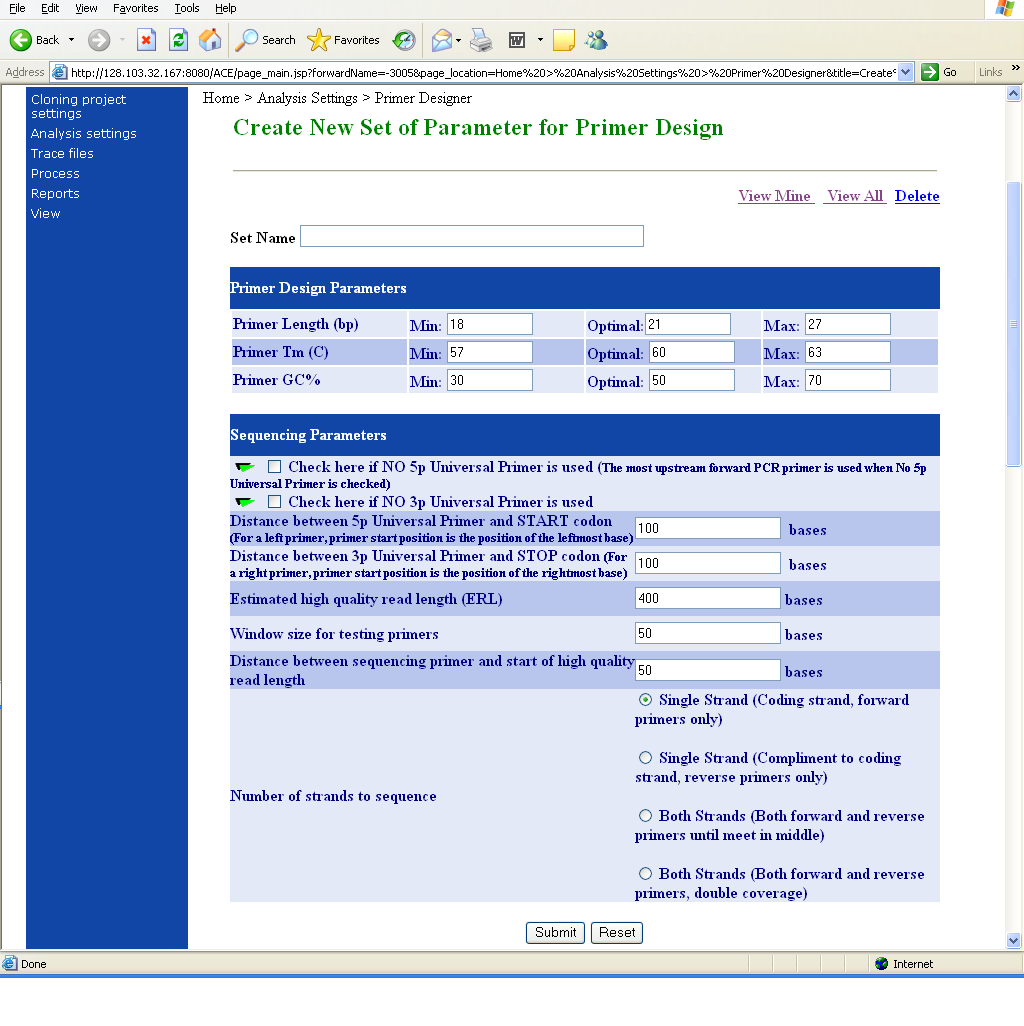 File Edit View Favorites Tools Help
Back Search Favorites
Address http://128.103.32.167:8080/ACE/page_main.jsp?forwardName=-3005&page_location=Home%20>%20Analysis%20Settings%20>%20Primer%20Designer&title=Create% Go Links »
Cloning project
settings
Analysis settings
Trace files
Process
Reports
View
Home > Analysis Settings > Primer Designer
Create New Set of Parameter for Primer Design
View Mine View All Delete
Set Name
Primer Design Parameters
Primer Length (bp) Min: 18 Optimal: 21 Max: 27
Primer Tm (C) Min: 57 Optimal: 60 Max: 63
Primer GC% Min: 30 Optimal: 50 Max: 70
Sequencing Parameters
Check here if NO 5p Universal Primer is used (The most upstream forward PCR primer is used when No 5p
Universal Primer is checked)
Check here if NO 3p Universal Primer is used
Distance between 5p Universal Primer and START codon
(For a left primer, primer start position is the position of the leftmost base) 100 bases
Distance between 3p Universal Primer and STOP codon (For
a right primer, primer start position is the position of the rightmost base) 100 bases
Estimated high quality read length (ERL) 400 bases
Window size for testing primers 50 bases
Distance between sequencing primer and start of high quality
read length 50 bases
Number of strands to sequence
Single Strand (Coding strand, forward
primers only)
Single Strand (Compliment to coding
strand, reverse primers only)
Both Strands (Both forward and reverse
primers until meet in middle)
Both Strands (Both forward and reverse
primers, double coverage)
Submit Reset
Done Internet